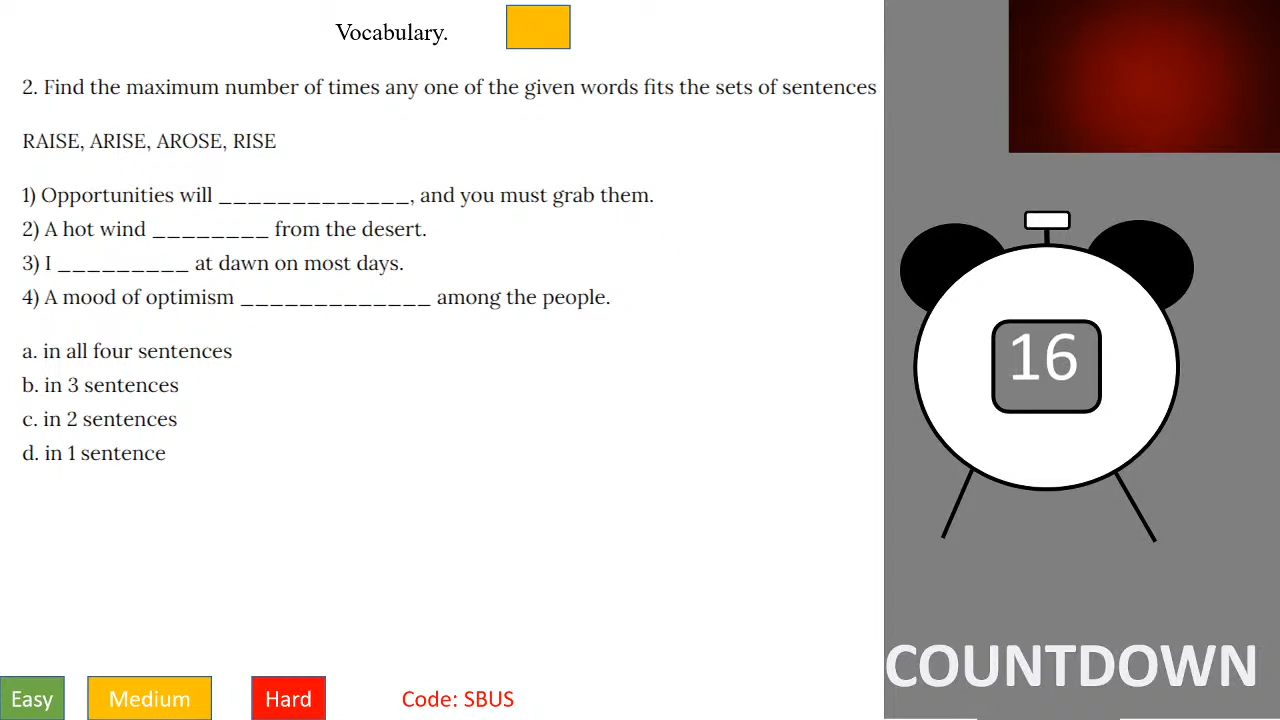 Vocabulary.
2. Find the maximum number of times any one of the given words fits the sets of sentences
RAISE, ARISE, AROSE, RISE
1) Opportunities will _____________, and you must grab them.
2) A hot wind ________ from the desert.
3) I _________ at dawn on most days.
4) A mood of optimism _____________ among the people.
a. in all four sentences
b. in 3 sentences
c. in 2 sentences
d. in 1 sentence
16
COUNTDOWN
Easy
Medium
Hard
Code: SBUS